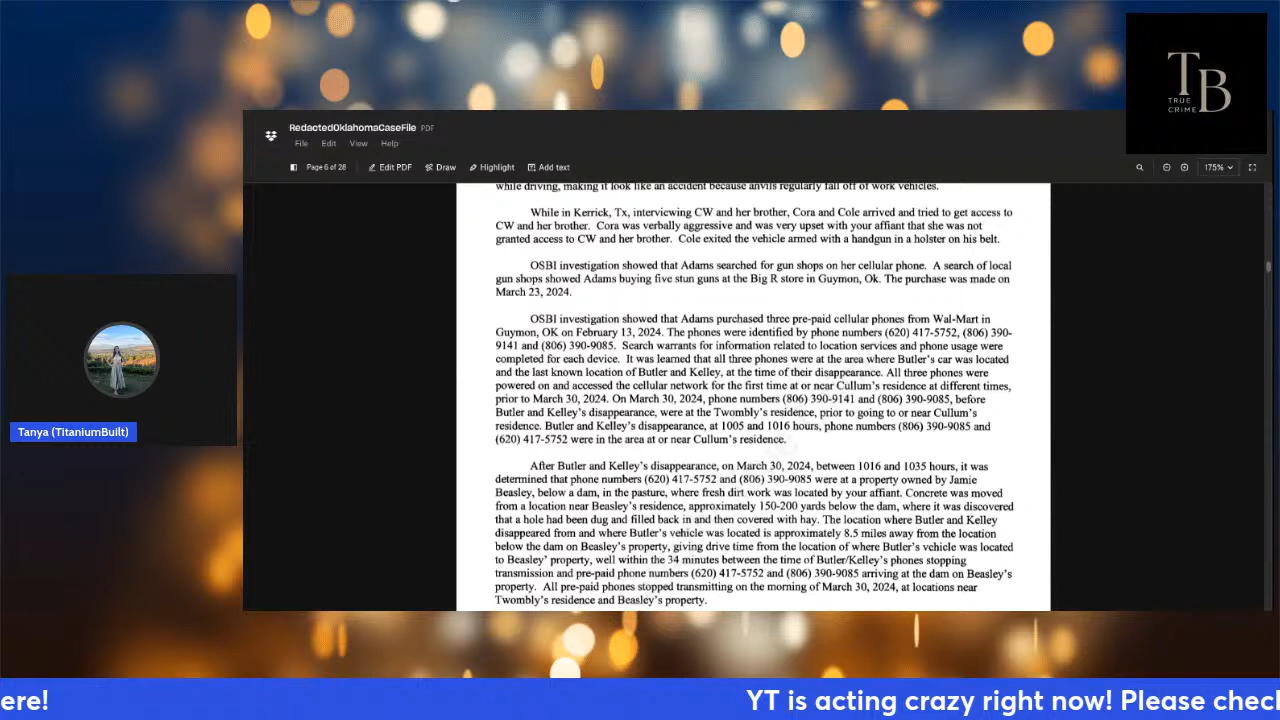 TB
TRUE
CRIME
RedactedOklahomaCaseFile PDF
File Edit View Help
Page 6 of 28 Edit PDF Draw Highlight Add text 175%
while driving, making it look like an accident because anvils regularly fall off of work vehicles.
While in Kerrick, Tx, interviewing CW and her brother, Cora and Cole arrived and tried to get access to
CW and her brother. Cora was verbally aggressive and was very upset with your affiant that she was not
granted access to CW and her brother. Cole exited the vehicle armed with a handgun in a holster on his belt.
OSBI investigation showed that Adams searched for gun shops on her cellular phone. A search of local
gun shops showed Adams buying five stun guns at the Big R store in Guymon, Ok. The purchase was made on
March 23, 2024.
OSBI investigation showed that Adams purchased three pre-paid cellular phones from Wal-Mart in
Guymon, OK on February 13, 2024. The phones were identified by phone numbers (620) 417-5752, (806) 390-
9141 and (806) 390-9085. Search warrants for information related to location services and phone usage were
completed for each device. It was learned that all three phones were at the area where Butler's car was located
and the last known location of Butler and Kelley, at the time of their disappearance. All three phones were
powered on and accessed the cellular network for the first time at or near Cullum's residence at different times,
prior to March 30, 2024. On March 30, 2024, phone numbers (806) 390-9141 and (806) 390-9085, before
Butler and Kelley's disappearance, were at the Twombly's residence, prior to going to or near Cullum's
residence. Butler and Kelley's disappearance, at 1005 and 1016 hours, phone numbers (806) 390-9085 and
(620) 417-5752 were in the area at or near Cullum's residence.
After Butler and Kelley's disappearance, on March 30, 2024, between 1016 and 1035 hours, it was
determined that phone numbers (620) 417-5752 and (806) 390-9085 were at a property owned by Jamie
Beasley, below a dam, in the pasture, where fresh dirt work was located by your affiant. Concrete was moved
from a location near Beasley's residence, approximately 150-200 yards below the dam, where it was discovered
that a hole had been dug and filled back in and then covered with hay. The location where Butler and Kelley
disappeared from and where Butler's vehicle was located is approximately 8.5 miles away from the location
below the dam on Beasley's property, giving drive time from the location of where Butler's vehicle was located
to Beasley' property, well within the 34 minutes between the time of Butler/Kelley's phones stopping
transmission and pre-paid phone numbers (620) 417-5752 and (806) 390-9085 arriving at the dam on Beasley's
property. All pre-paid phones stopped transmitting on the morning of March 30, 2024, at locations near
Twombly's residence and Beasley's property.
Tanya (TitaniumBuilt)
ere! YT is acting crazy right now! Please chec